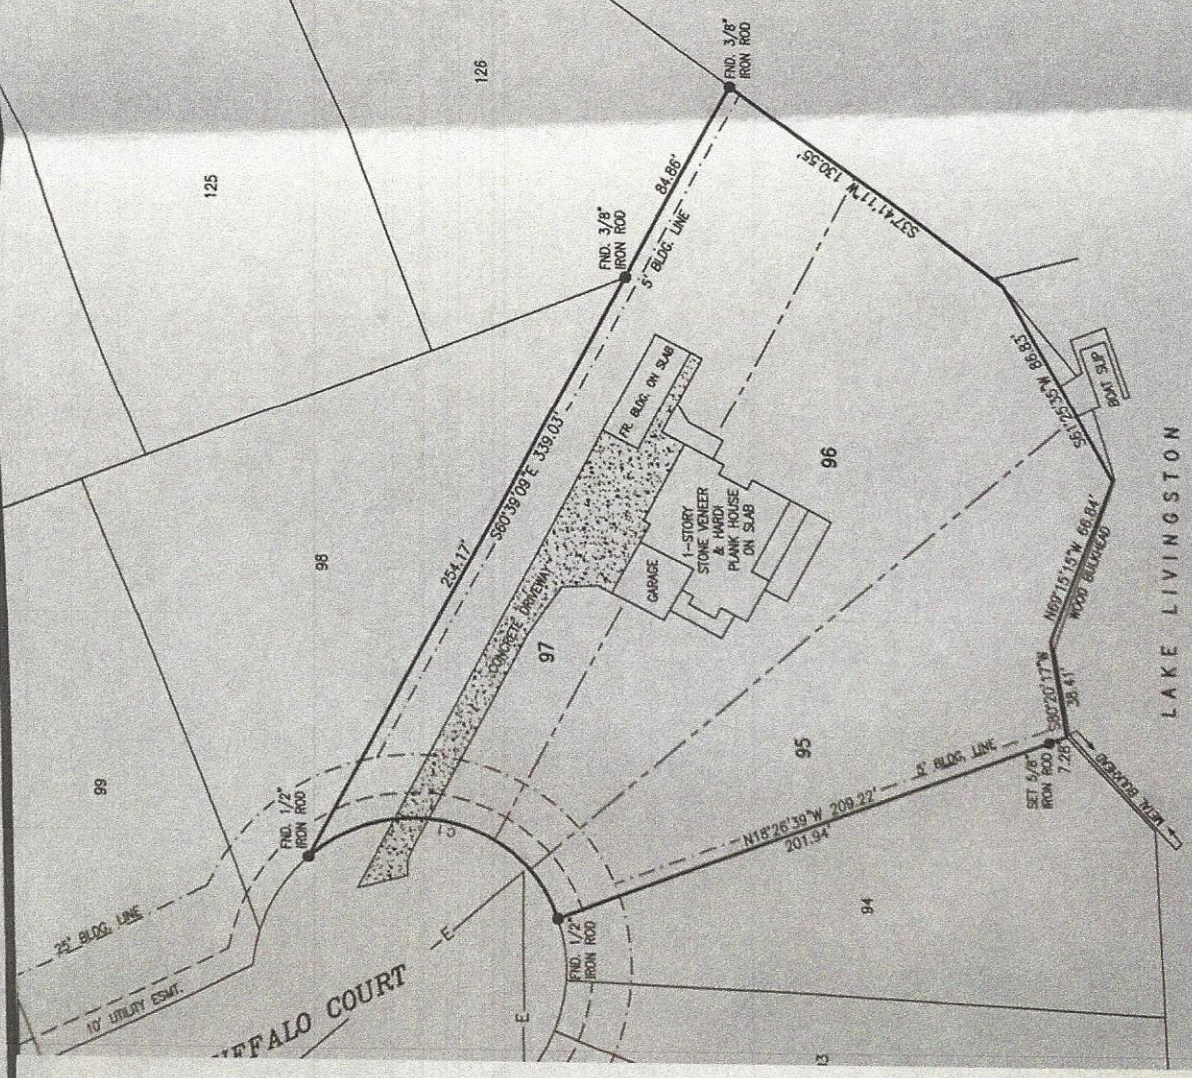 126
FND. 3/8"
IRON ROD
125
84.86'
FND. 3/8"
IRON ROD
5' BLDG. LINE
S37°41'11"W 130.55'
FR. BLDG. ON SLAB
S60°39'09"E 339.03'
254.17'
98
CONCRETE DRIVEWAY
GARAGE
1-STORY
STONE VENEER
& HARDI
PLANK HOUSE
ON SLAB
96
S61°25'35"W 86.83'
BOAT SLIP
97
N69°15'15"W 66.84'
WOOD BULKHEAD
LAKE LIVINGSTON
99
FND. 1/2"
IRON ROD
C1
95
S80°20'17"W
38.41'
5' BLDG. LINE
SET 5/8"
IRON ROD
7.28'
METAL BULKHEAD
N18°26'39"W 209.22'
201.94'
94
25' BLDG. LINE
10' UTILITY ESMT.
FFALO COURT
E
E
FND. 1/2"
IRON ROD
3